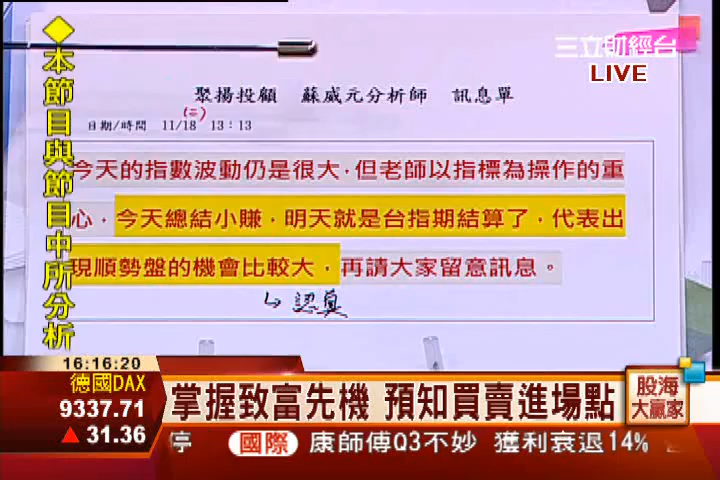 三立財經台
LIVE
本節目與節目中所分析
聚揚投顧 蘇威元分析師 訊息單
(二)
日期/時間 11/18 13:13
今天的指數波動仍是很大,但老師以指標為操作的重
心,今天總結小賺,明天就是台指期結算了,代表出
現順勢盤的機會比較大,再請大家留意訊息。
↳ 認真
16:16:20
德國DAX
9337.71
▲ 31.36
掌握致富先機 預知買賣進場點
股海
大贏家
停 國際 康師傅Q3不妙 獲利衰退14%